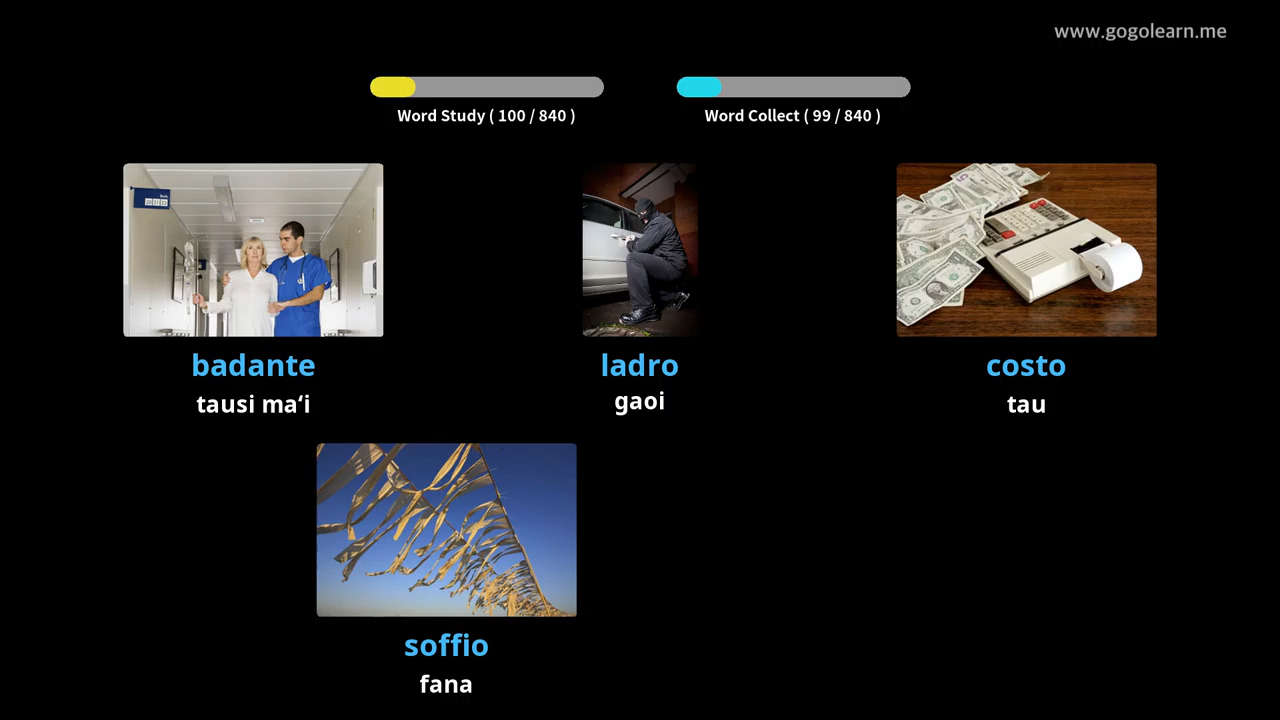 www.gogolearn.me
Word Study ( 100 / 840 )
Word Collect ( 99 / 840 )
badante
tausi ma‘i
ladro
gaoi
costo
tau
soffio
fana